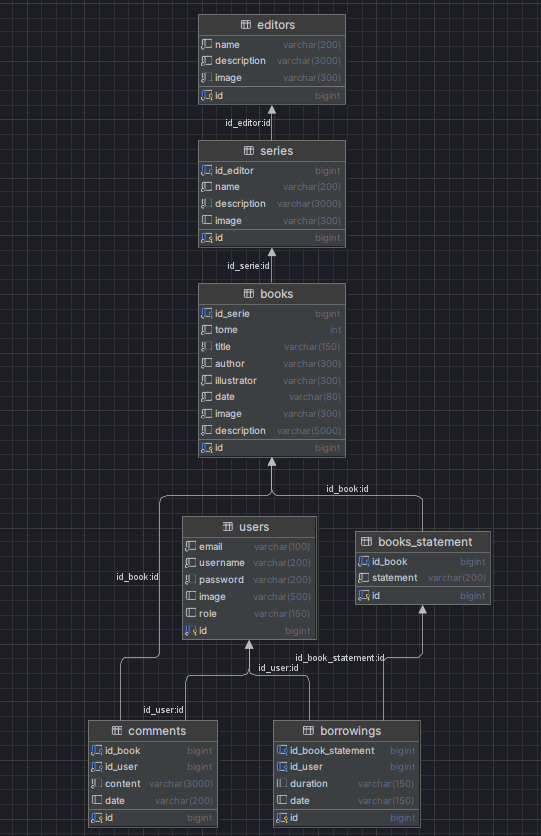 editors
name varchar(200)
description varchar(3000)
image varchar(300)
id bigint
id_editor:id
series
id_editor bigint
name varchar(200)
description varchar(3000)
image varchar(300)
id bigint
id_serie:id
books
id_serie bigint
tome int
title varchar(150)
author varchar(300)
illustrator varchar(300)
date varchar(80)
image varchar(300)
description varchar(5000)
id bigint
id_book:id
users
email varchar(100)
username varchar(200)
password varchar(200)
image varchar(500)
role varchar(150)
id bigint
books_statement
id_book bigint
statement varchar(200)
id bigint
id_book:id
id_book_statement:id
id_user:id
id_user:id
comments
id_book bigint
id_user bigint
content varchar(3000)
date varchar(200)
id bigint
borrowings
id_book_statement bigint
id_user bigint
duration varchar(150)
date varchar(150)
id bigint